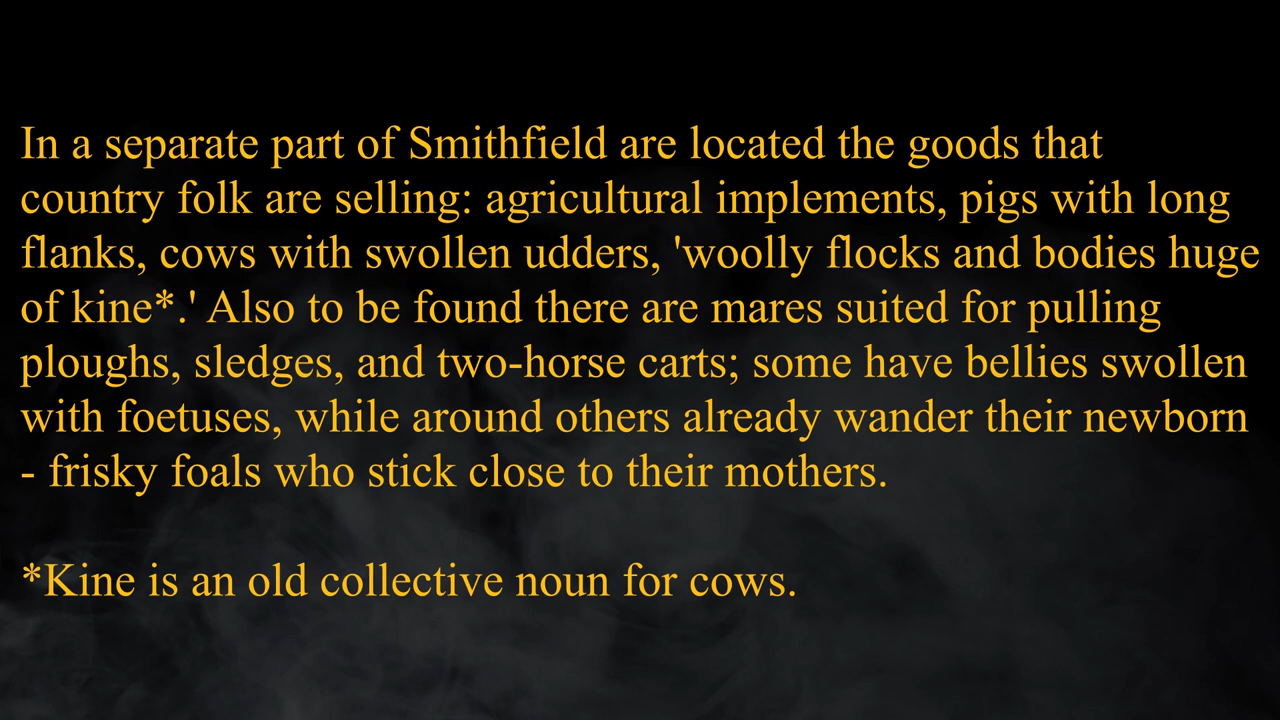 In a separate part of Smithfield are located the goods that
country folk are selling: agricultural implements, pigs with long
flanks, cows with swollen udders, 'woolly flocks and bodies huge
of kine*.' Also to be found there are mares suited for pulling
ploughs, sledges, and two-horse carts; some have bellies swollen
with foetuses, while around others already wander their newborn
- frisky foals who stick close to their mothers.
*Kine is an old collective noun for cows.